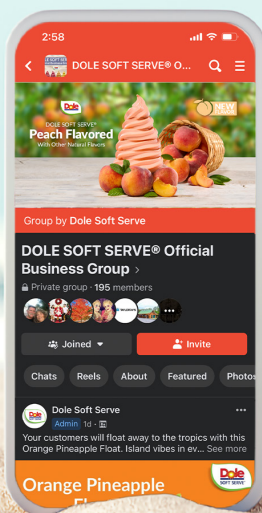 2:58
DOLE SOFT SERVE® O...
Dole
NEW
DOLE SOFT SERVE®
Peach Flavored
With Other Natural Flavors
Group by Dole Soft Serve
DOLE SOFT SERVE® Official
Business Group >
Private group · 195 members
Joined
Invite
Chats
Reels
About
Featured
Photos
Dole
Dole Soft Serve
Admin 1d ·
Your customers will float away to the tropics with this
Orange Pineapple Float. Island vibes in ev... See more
Orange Pineapple
Dole
SOFT SERVE